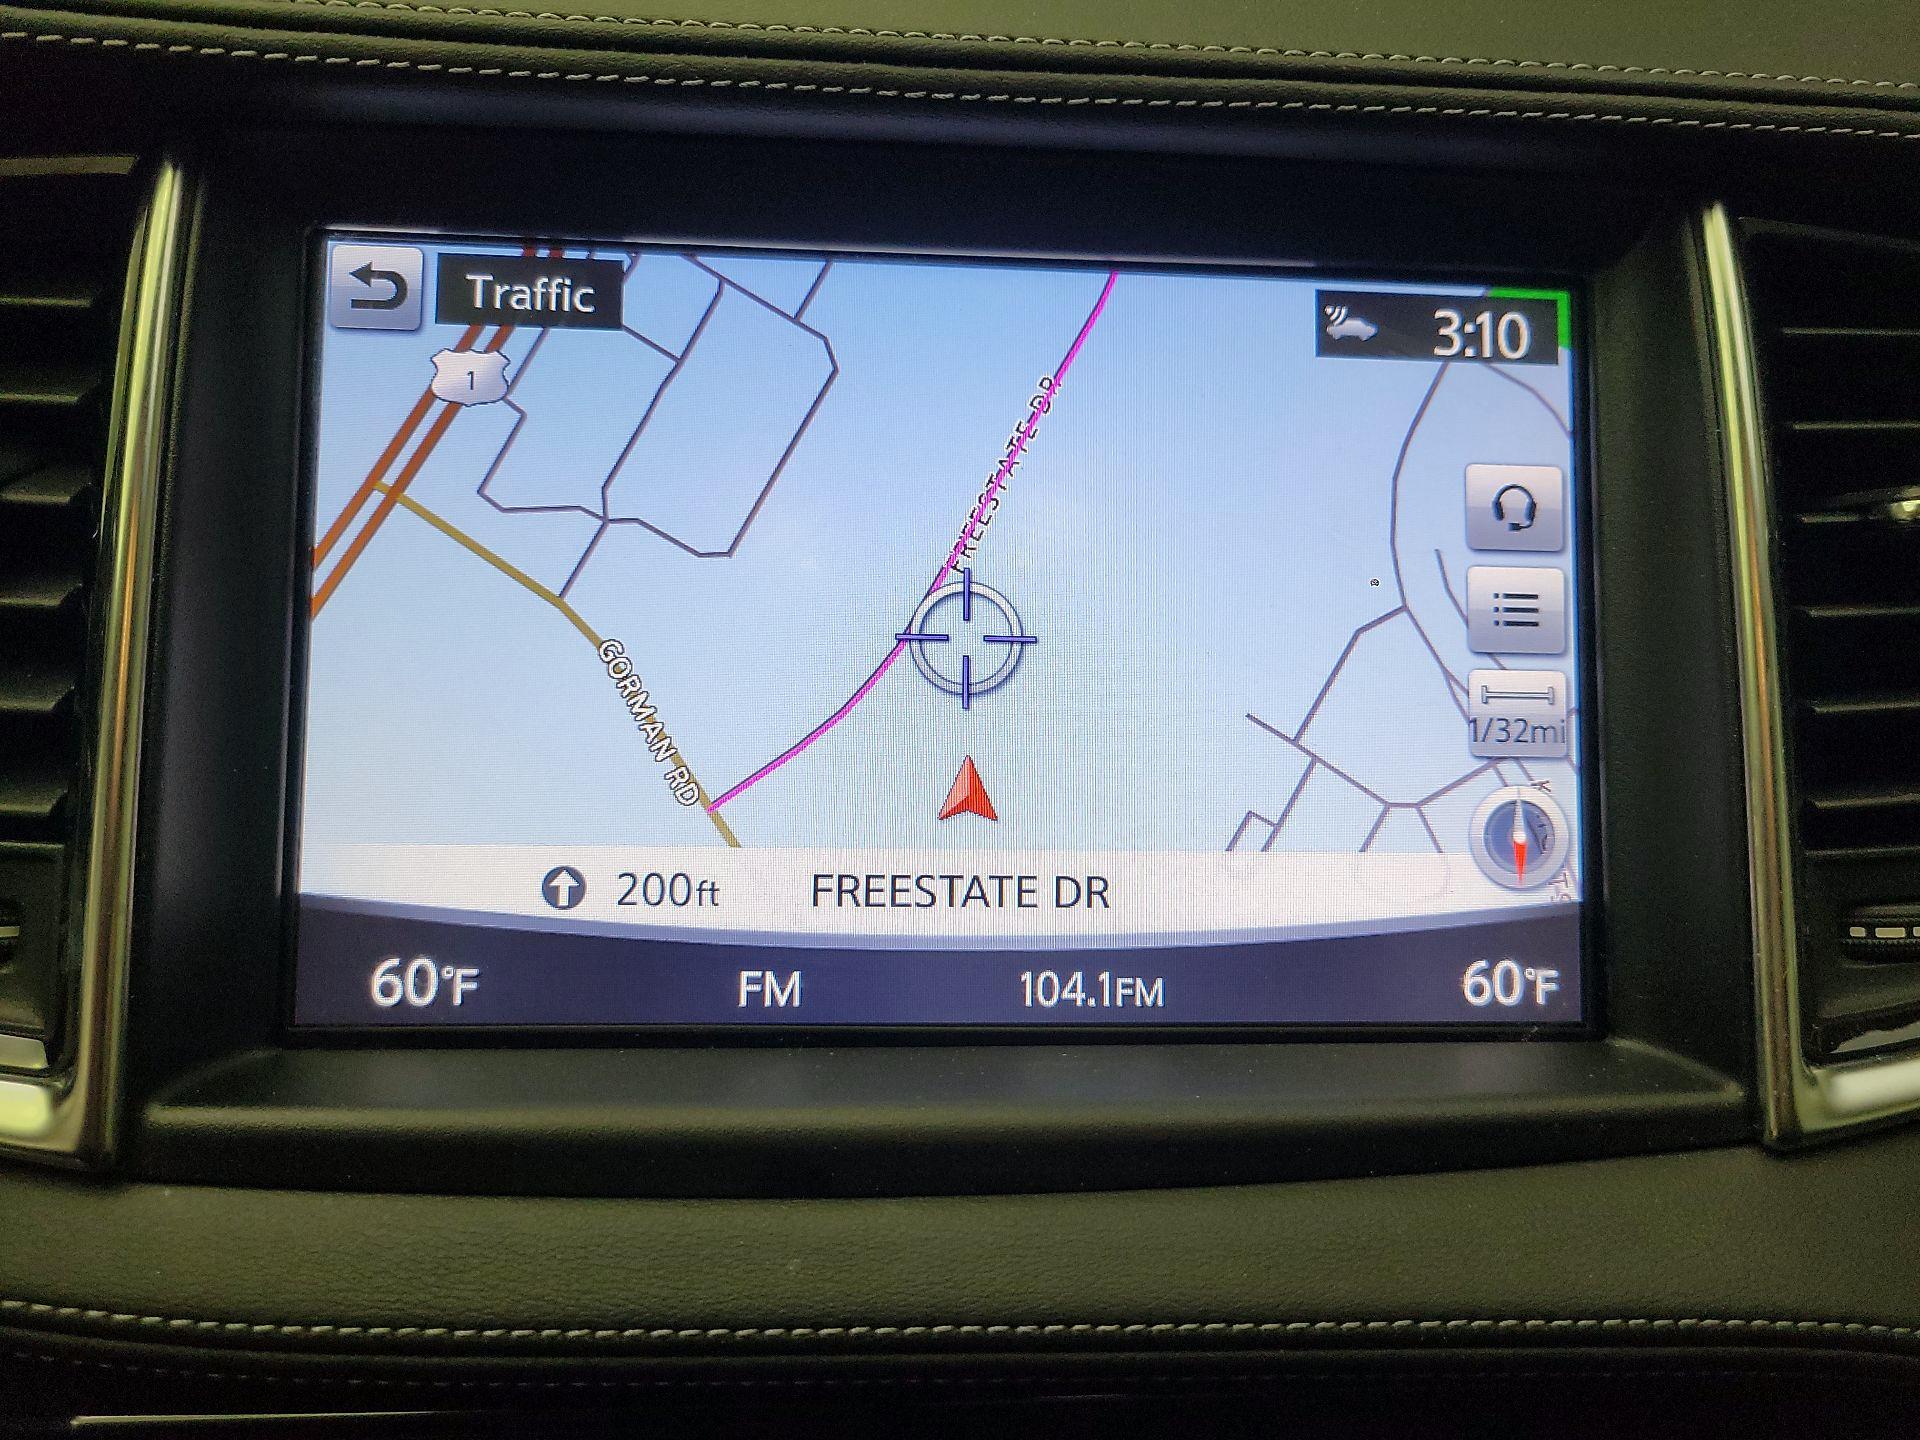 Traffic
3:10
1
FREESTATE DR
GORMAN RD
1/32mi
200ft FREESTATE DR
60°F FM 104.1FM 60°F